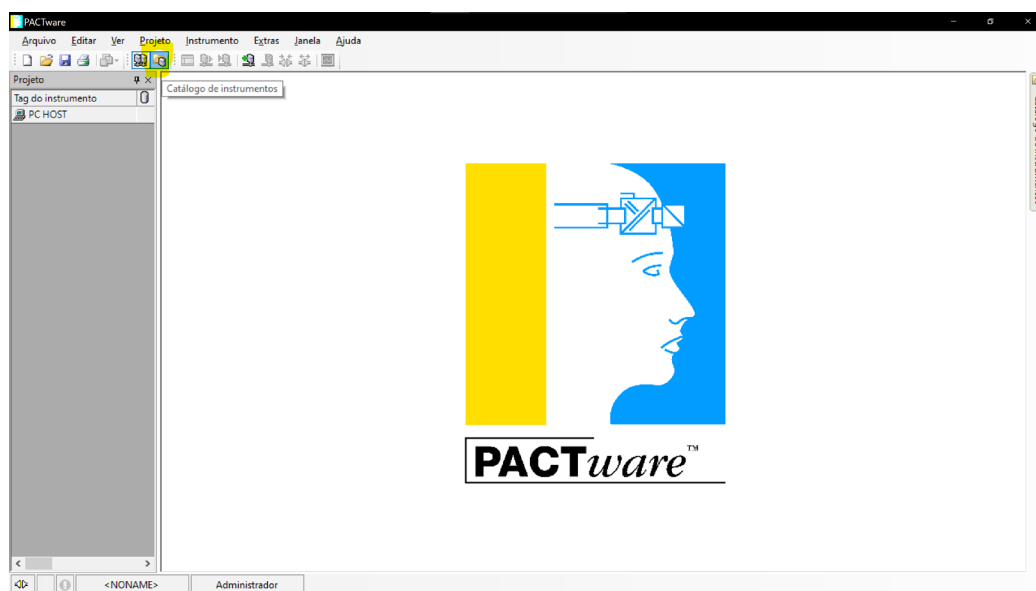 PACTware
Arquivo Editar Ver Projeto Instrumento Extras Janela Ajuda
Projeto
Catálogo de instrumentos
Tag do instrumento
PC HOST
PACTware™
<NONAME> Administrador